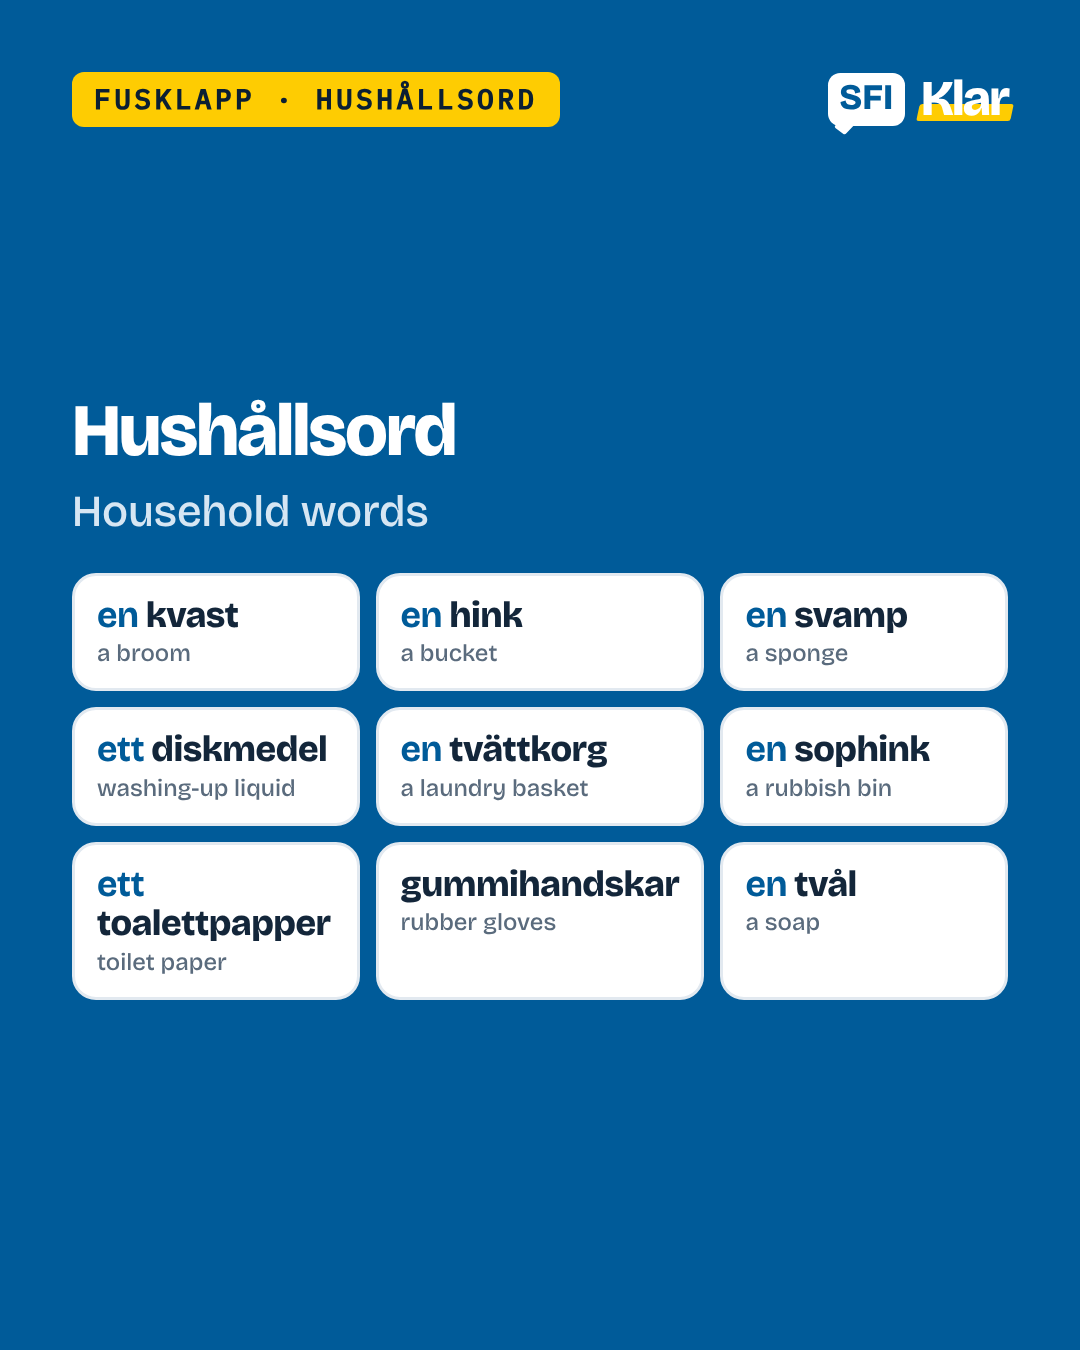 FUSKLAPP · HUSHÅLLSORD
SFI Klar
Hushållsord
Household words
en kvast
a broom
en hink
a bucket
en svamp
a sponge
ett diskmedel
washing-up liquid
en tvättkorg
a laundry basket
en sophink
a rubbish bin
ett
toalettpapper
toilet paper
gummihandskar
rubber gloves
en tvål
a soap